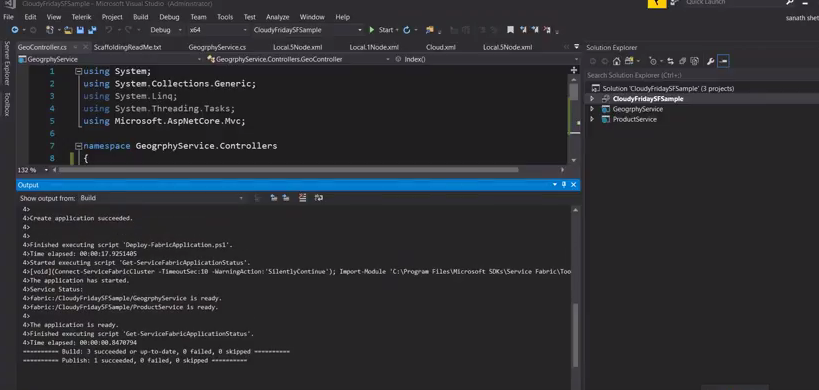 CloudyFridaySFSample - Microsoft Visual Studio (Administrator)
Quick Launch
File Edit View Telerik Project Build Debug Team Tools Test Analyze Window Help
sanath shet
Debug x64 CloudyFridaySFSample Start
GeoController.cs ScaffoldingReadMe.txt GeogrphyService.cs Local.5Node.xml Local.1Node.xml Cloud.xml Local.5Node.xml
Server Explorer
Toolbox
GeogrphyService GeogrphyService.Controllers.GeoController Index()
1 using System;
2 using System.Collections.Generic;
3 using System.Linq;
4 using System.Threading.Tasks;
5 using Microsoft.AspNetCore.Mvc;
6
7 namespace GeogrphyService.Controllers
8 {
132 %
Output
Show output from: Build
4>
4>Create application succeeded.
4>
4>
4>Finished executing script 'Deploy-FabricApplication.ps1'.
4>Time elapsed: 00:00:17.9251405
4>Started executing script 'Get-ServiceFabricApplicationStatus'.
4>[void](Connect-ServiceFabricCluster -TimeoutSec:10 -WarningAction:'SilentlyContinue'); Import-Module 'C:\Program Files\Microsoft SDKs\Service Fabric\Too
4>The application has started.
4>Service Status:
4>fabric:/CloudyFridaySFSample/GeogrphyService is ready.
4>fabric:/CloudyFridaySFSample/ProductService is ready.
4>
4>The application is ready.
4>Finished executing script 'Get-ServiceFabricApplicationStatus'.
4>Time elapsed: 00:00:00.8470794
========== Build: 3 succeeded or up-to-date, 0 failed, 0 skipped ==========
========== Publish: 1 succeeded, 0 failed, 0 skipped ==========
Solution Explorer
Search Solution Explorer (Ctrl+;)
Solution 'CloudyFridaySFSample' (3 projects)
CloudyFridaySFSample
GeogrphyService
ProductService